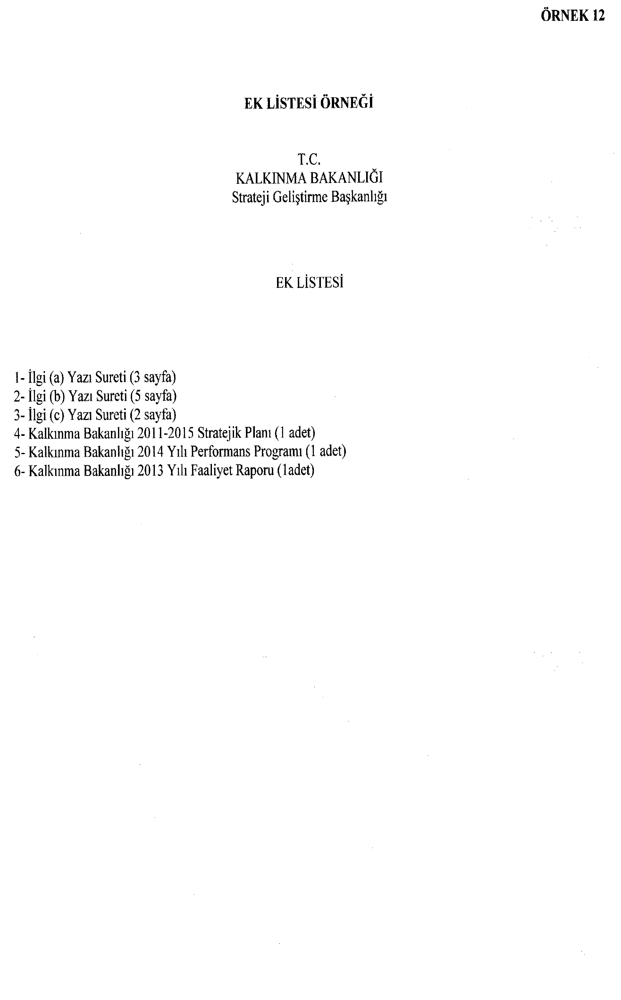 ÖRNEK 12
EK LİSTESİ ÖRNEĞİ
T.C.
KALKINMA BAKANLIĞI
Strateji Geliştirme Başkanlığı
EK LİSTESİ
1- İlgi (a) Yazı Sureti (3 sayfa)
2- İlgi (b) Yazı Sureti (5 sayfa)
3- İlgi (c) Yazı Sureti (2 sayfa)
4- Kalkınma Bakanlığı 2011-2015 Stratejik Planı (1 adet)
5- Kalkınma Bakanlığı 2014 Yılı Performans Programı (1 adet)
6- Kalkınma Bakanlığı 2013 Yılı Faaliyet Raporu (1adet)